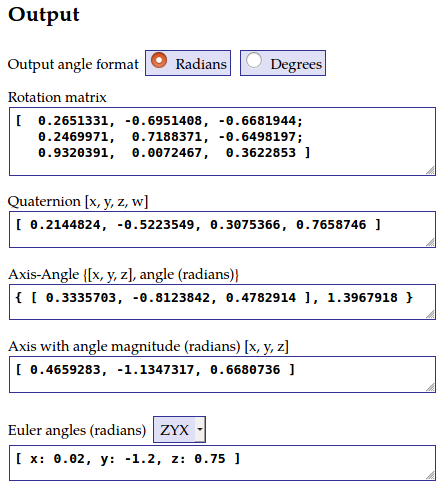 Output
Output angle format Radians Degrees
Rotation matrix
[ 0.2651331, -0.6951408, -0.6681944;
0.2469971, 0.7188371, -0.6498197;
0.9320391, 0.0072467, 0.3622853 ]
Quaternion [x, y, z, w]
[ 0.2144824, -0.5223549, 0.3075366, 0.7658746 ]
Axis-Angle {[x, y, z], angle (radians)}
{ [ 0.3335703, -0.8123842, 0.4782914 ], 1.3967918 }
Axis with angle magnitude (radians) [x, y, z]
[ 0.4659283, -1.1347317, 0.6680736 ]
Euler angles (radians) ZYX
[ x: 0.02, y: -1.2, z: 0.75 ]